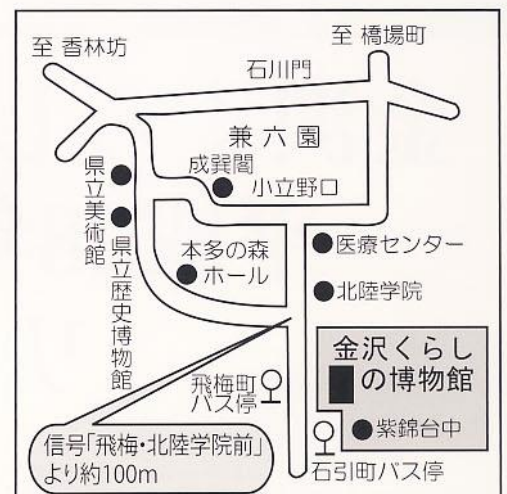 至 香林坊
至 橋場町
石川門
兼六園
成巽閣
小立野口
県立美術館
県立歴史博物館
本多の森
ホール
医療センター
北陸学院
金沢くらし
の博物館
飛梅町
バス停
紫錦台中
信号「飛梅・北陸学院前」
より約100m
石引町バス停